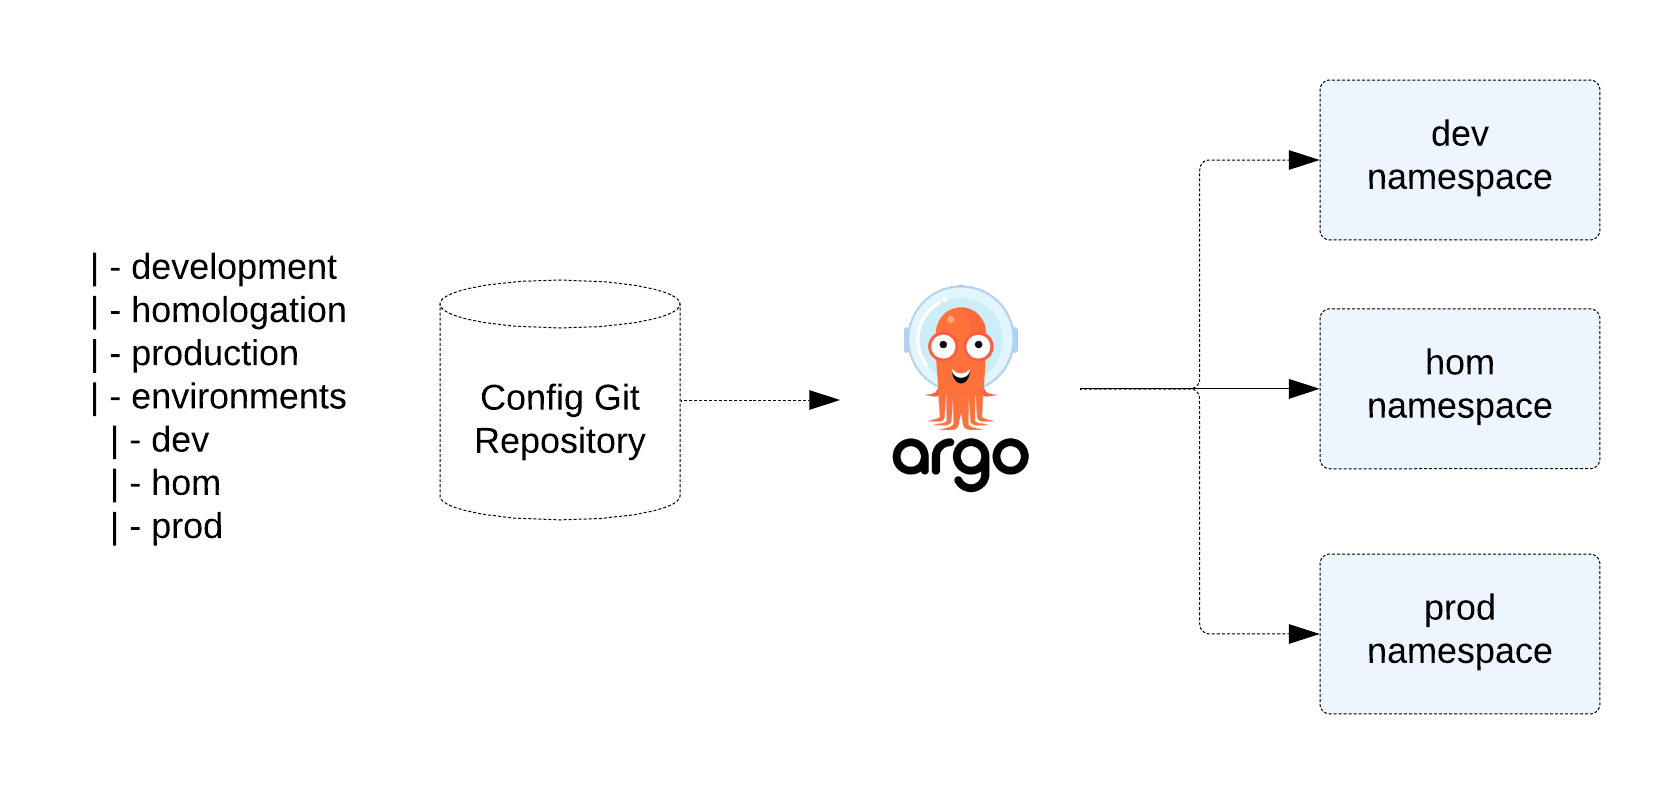 | - development
| - homologation
| - production
| - environments
| - dev
| - hom
| - prod
Config Git
Repository
argo
dev
namespace
hom
namespace
prod
namespace